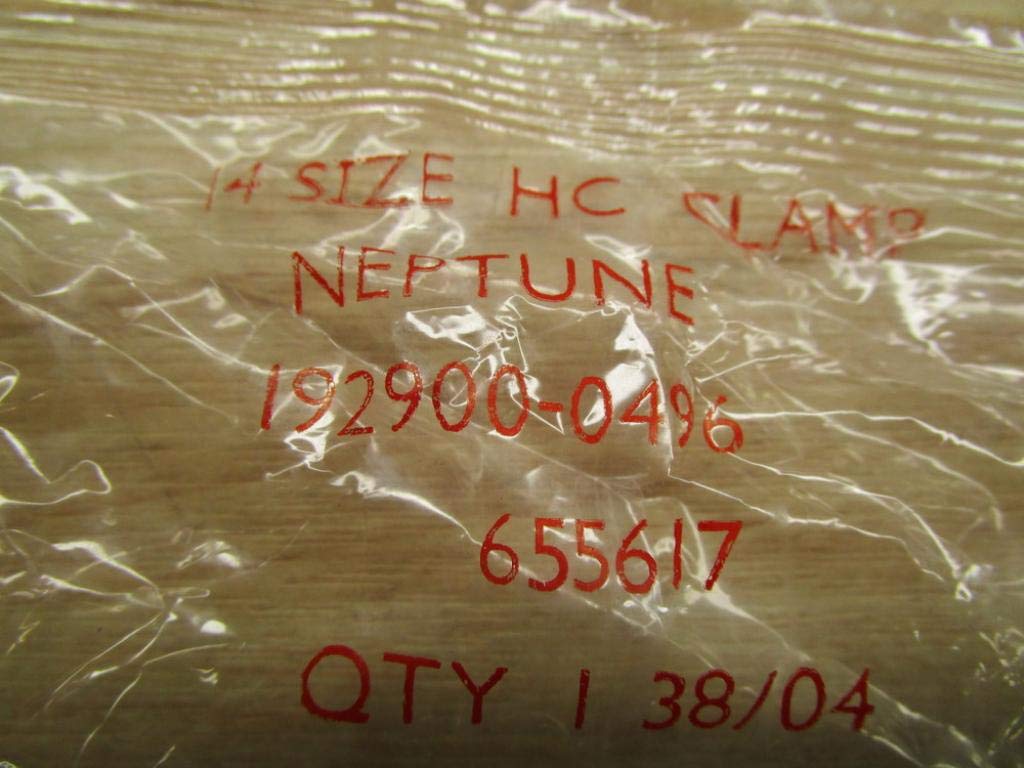 14 SIZE HC CLAMP
NEPTUNE
192900-0496
655617
QTY 1 38/04